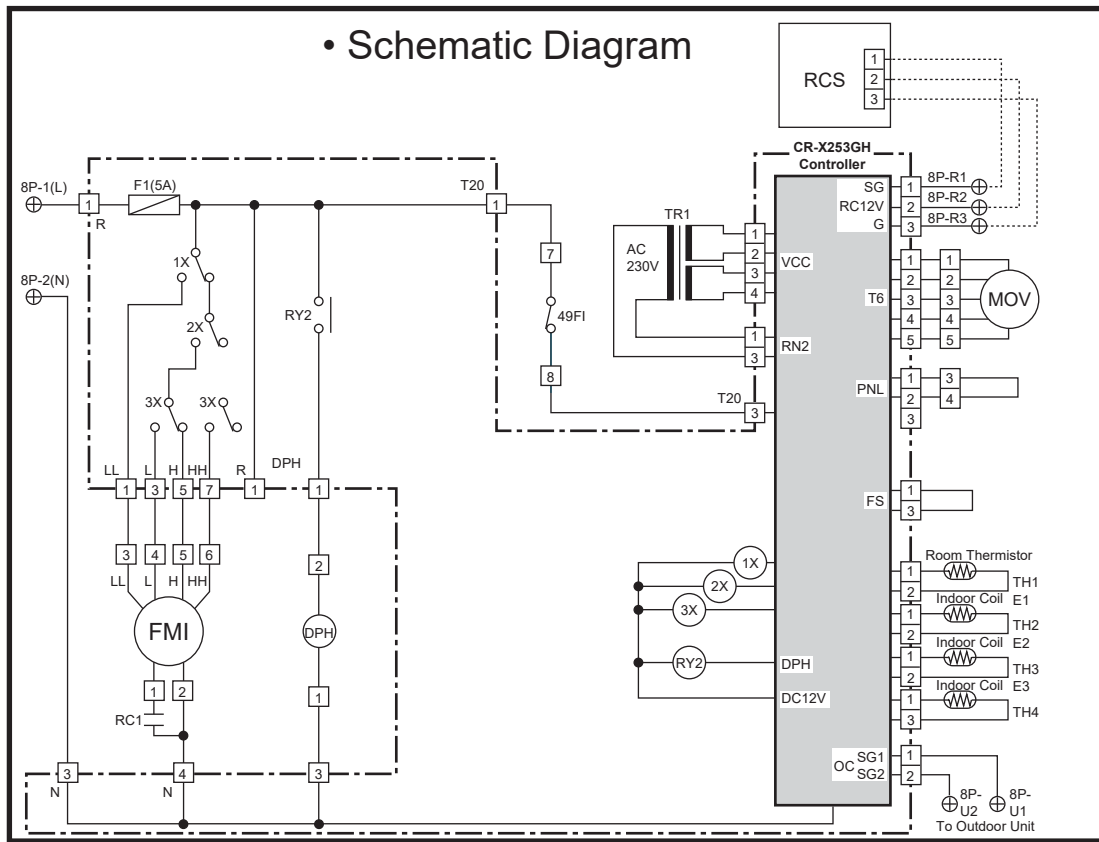 • Schematic Diagram
RCS
1
2
3
CR-X253GH
Controller
8P-1(L)
1
R
F1(5A)
T20
1
8P-2(N)
1X
2X
3X
3X
RY2
7
49FI
8
T20
3
TR1
AC
230V
1
2
3
4
VCC
1
3
RN2
SG
1
8P-R1
RC12V
2
8P-R2
G
3
8P-R3
T6
1
2
3
4
5
1
2
3
4
5
MOV
PNL
1
2
3
3
4
FS
1
3
LL
L
H
HH
R
DPH
1
3
5
7
1
1
3
4
5
6
2
LL
L
H
HH
FMI
DPH
1
2
1
RC1
3
N
4
N
3
1X
2X
3X
RY2
DPH
DC12V
Room Thermistor
1
2
TH1
Indoor Coil E1
1
2
TH2
Indoor Coil E2
1
2
TH3
Indoor Coil E3
1
3
TH4
OC
SG1
SG2
1
2
8P-
U2
8P-
U1
To Outdoor Unit